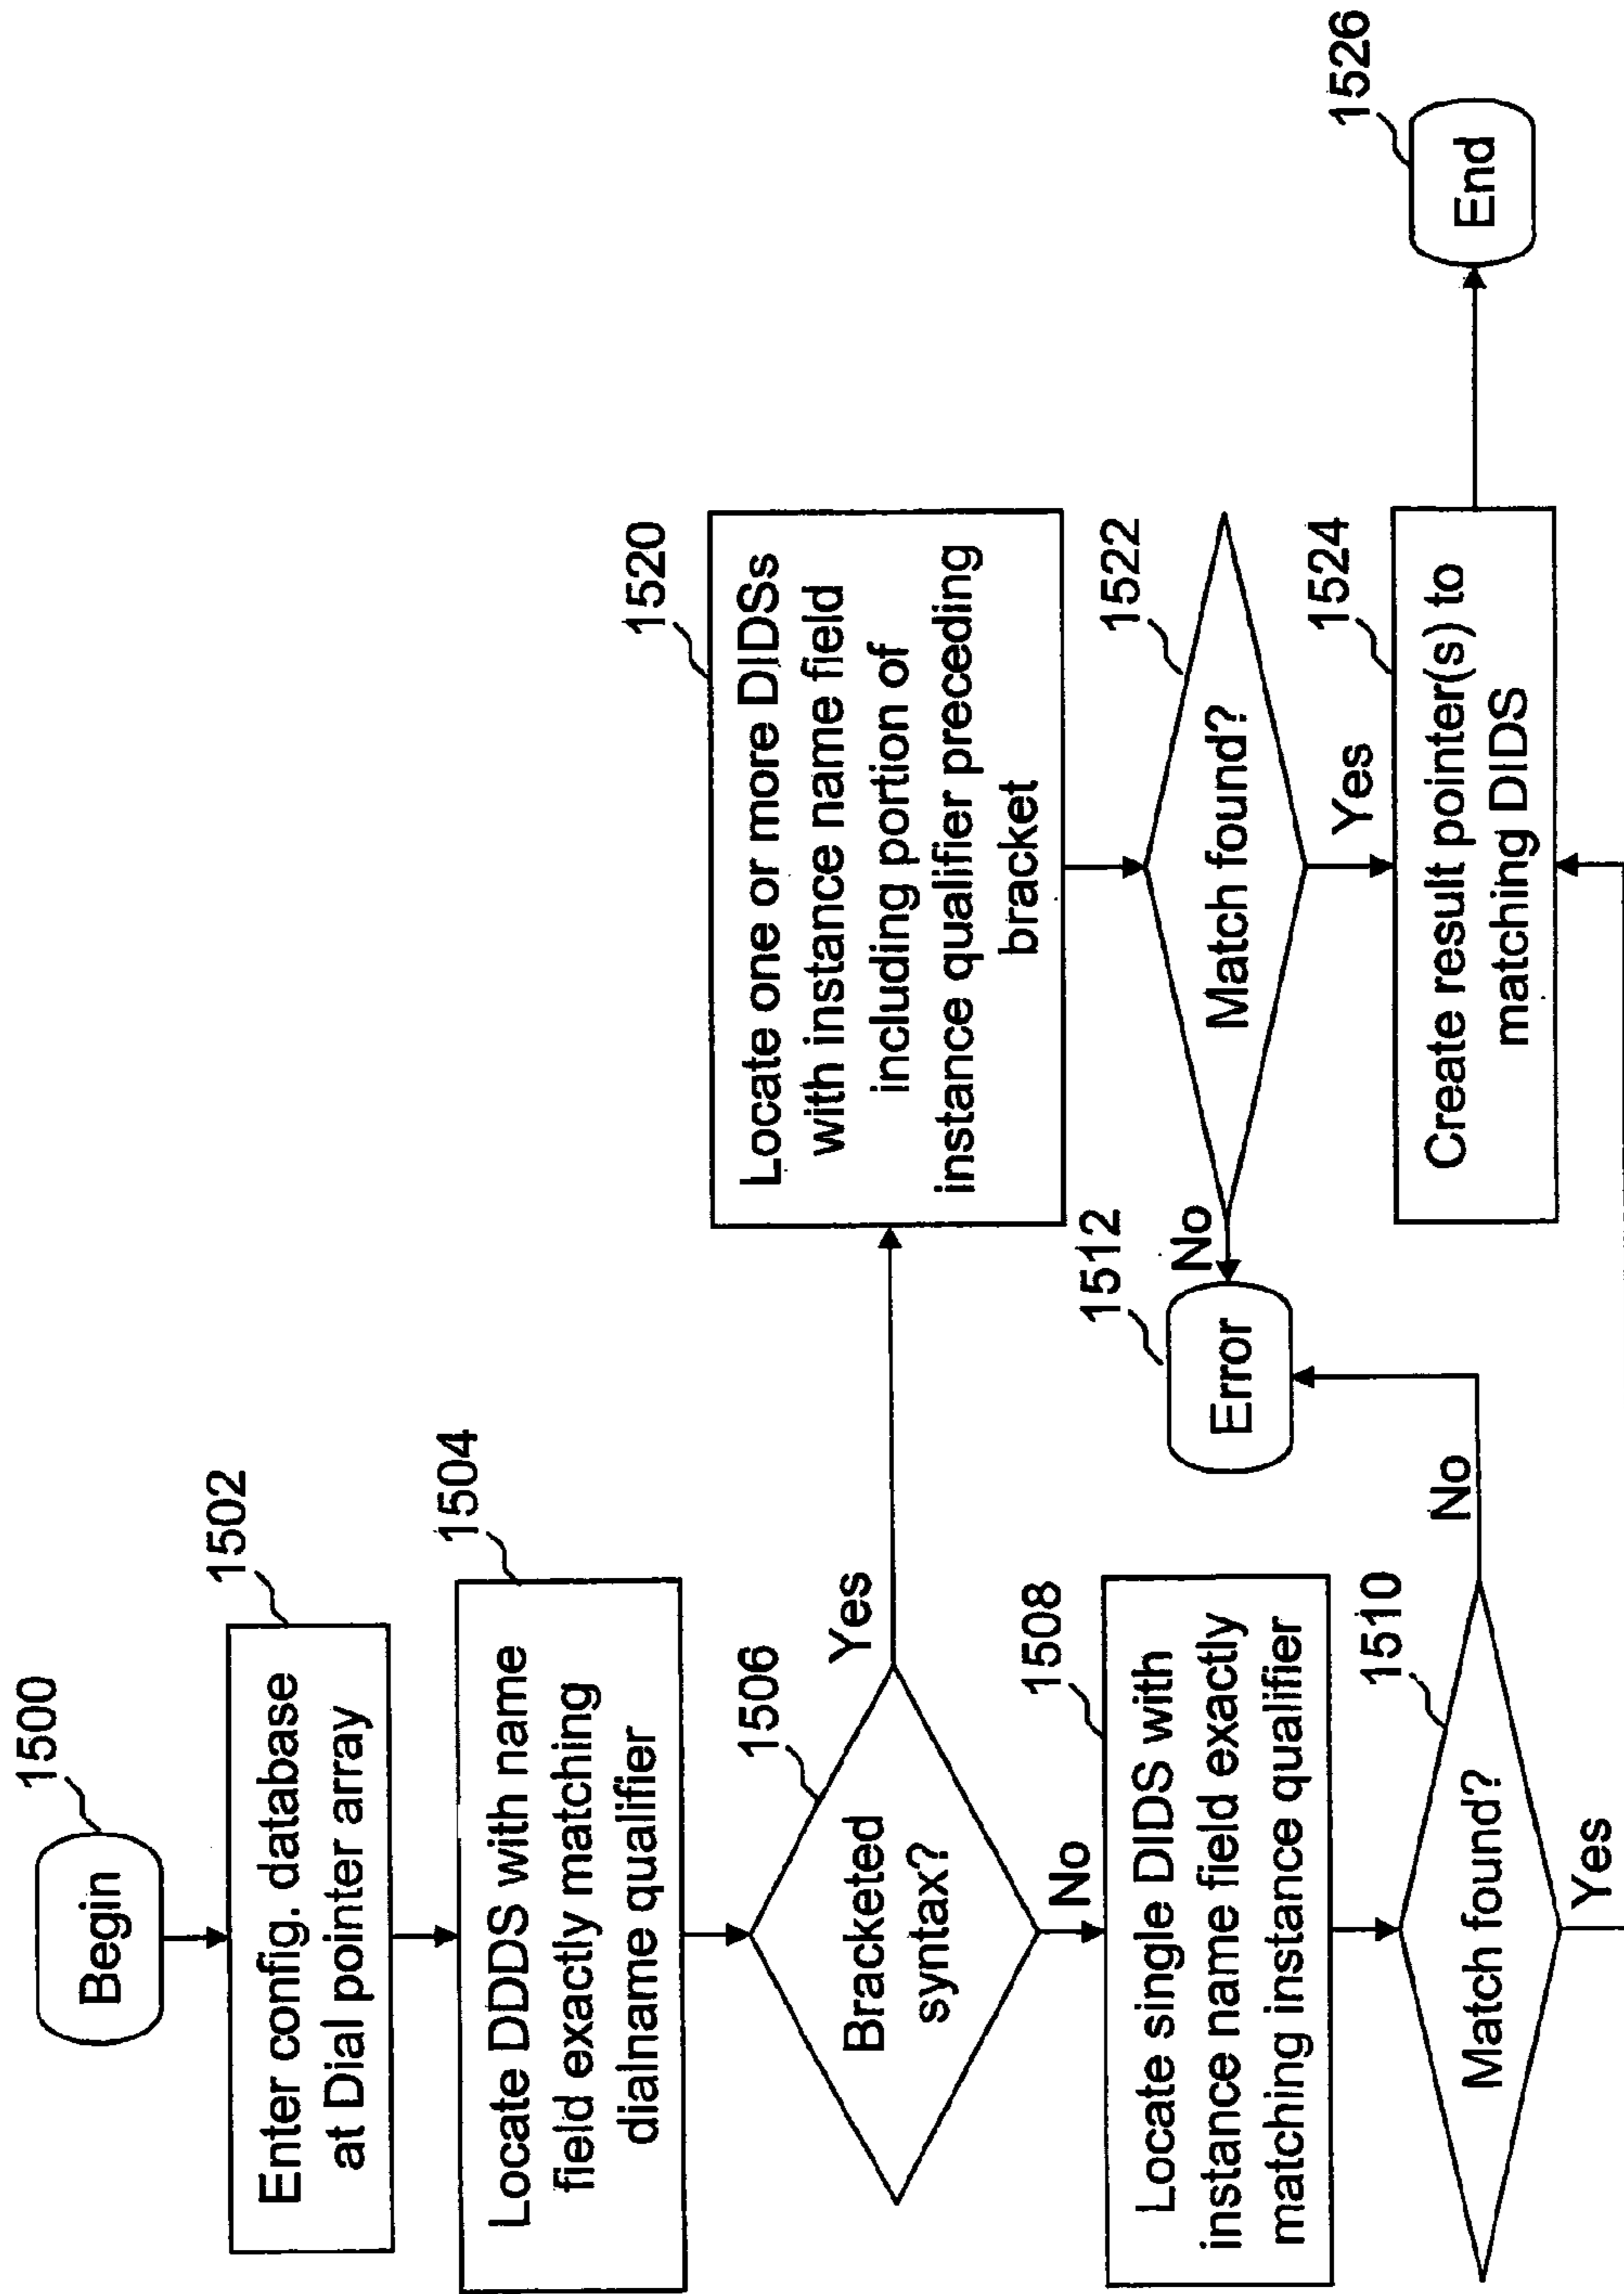 1500
Begin
1502
Enter config. database
at Dial pointer array
1504
Locate DDDS with name
field exactly matching
dialname qualifier
1506
Bracketed
syntax?
Yes
No
1508
Locate single DIDS with
instance name field exactly
matching instance qualifier
1510
Match found?
No
Yes
1512
Error
1520
Locate one or more DIDSs
with instance name field
including portion of
instance qualifier preceding
bracket
1522
Match found?
No
Yes
1524
Create result pointer(s) to
matching DIDS
1526
End